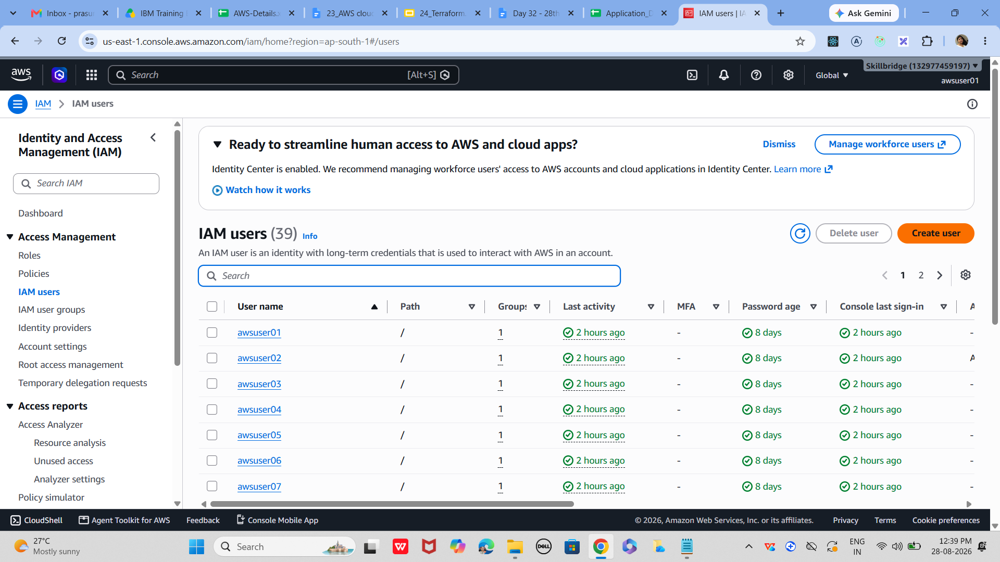 Inbox - prasur
IBM Training
AWS-Details.x
23_AWS clou
24_Terraform.
Day 32 - 28th
Application_D
IAM users | IA
Ask Gemini
us-east-1.console.aws.amazon.com/iam/home?region=ap-south-1#/users
aws
Search
[Alt+S]
Global
Skillbridge (132977459197)
awsuser01
IAM
IAM users
Identity and Access
Management (IAM)
Search IAM
Dashboard
Access Management
Roles
Policies
IAM users
IAM user groups
Identity providers
Account settings
Root access management
Temporary delegation requests
Access reports
Access Analyzer
Resource analysis
Unused access
Analyzer settings
Policy simulator
Ready to streamline human access to AWS and cloud apps?
Dismiss
Manage workforce users
Identity Center is enabled. We recommend managing workforce users' access to AWS accounts and cloud applications in Identity Center. Learn more
Watch how it works
IAM users (39) Info
Delete user
Create user
An IAM user is an identity with long-term credentials that is used to interact with AWS in an account.
Search
1 2
User name Path Groups Last activity MFA Password age Console last sign-in A
awsuser01 / 1 2 hours ago - 8 days 2 hours ago -
awsuser02 / 1 2 hours ago - 8 days 2 hours ago A
awsuser03 / 1 2 hours ago - 8 days 2 hours ago -
awsuser04 / 1 2 hours ago - 8 days 2 hours ago -
awsuser05 / 1 2 hours ago - 8 days 2 hours ago -
awsuser06 / 1 2 hours ago - 8 days 2 hours ago -
awsuser07 / 1 2 hours ago - 8 days 2 hours ago -
CloudShell
Agent Toolkit for AWS
Feedback
Console Mobile App
© 2026, Amazon Web Services, Inc. or its affiliates.
Privacy
Terms
Cookie preferences
27°C
Mostly sunny
Search
DELL
ENG
IN
12:39 PM
28-08-2026